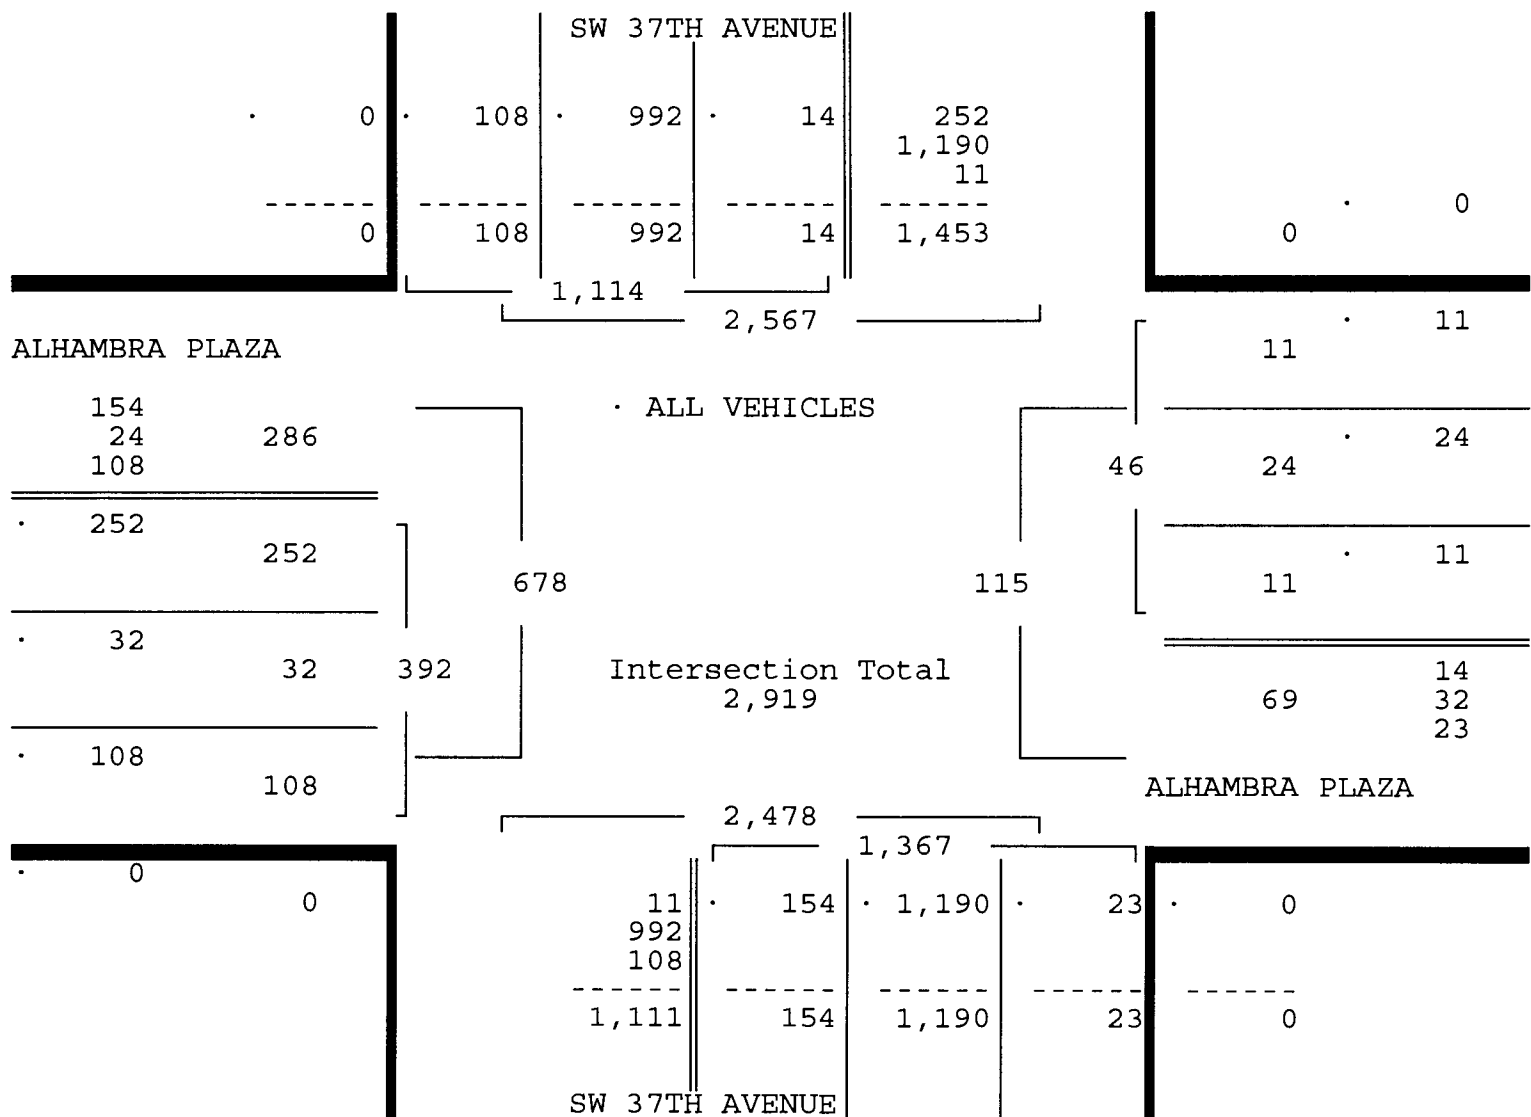 SW 37TH AVENUE
· 0 · 108 · 992 · 14 252
1,190
11
------ ------ ------ ------ ------ · 0
0 108 992 14 1,453 0
1,114
2,567 · 11
ALHAMBRA PLAZA 11
154 · ALL VEHICLES
24 286 · 24
108 46 24
· 252
252 · 11
678 115 11
· 32
32 392 Intersection Total 14
2,919 69 32
23
· 108
108 ALHAMBRA PLAZA
2,478
1,367
· 0
0 11 · 154 · 1,190 · 23 · 0
992
108
------ ------ ------ ------ ------
1,111 154 1,190 23 0
SW 37TH AVENUE